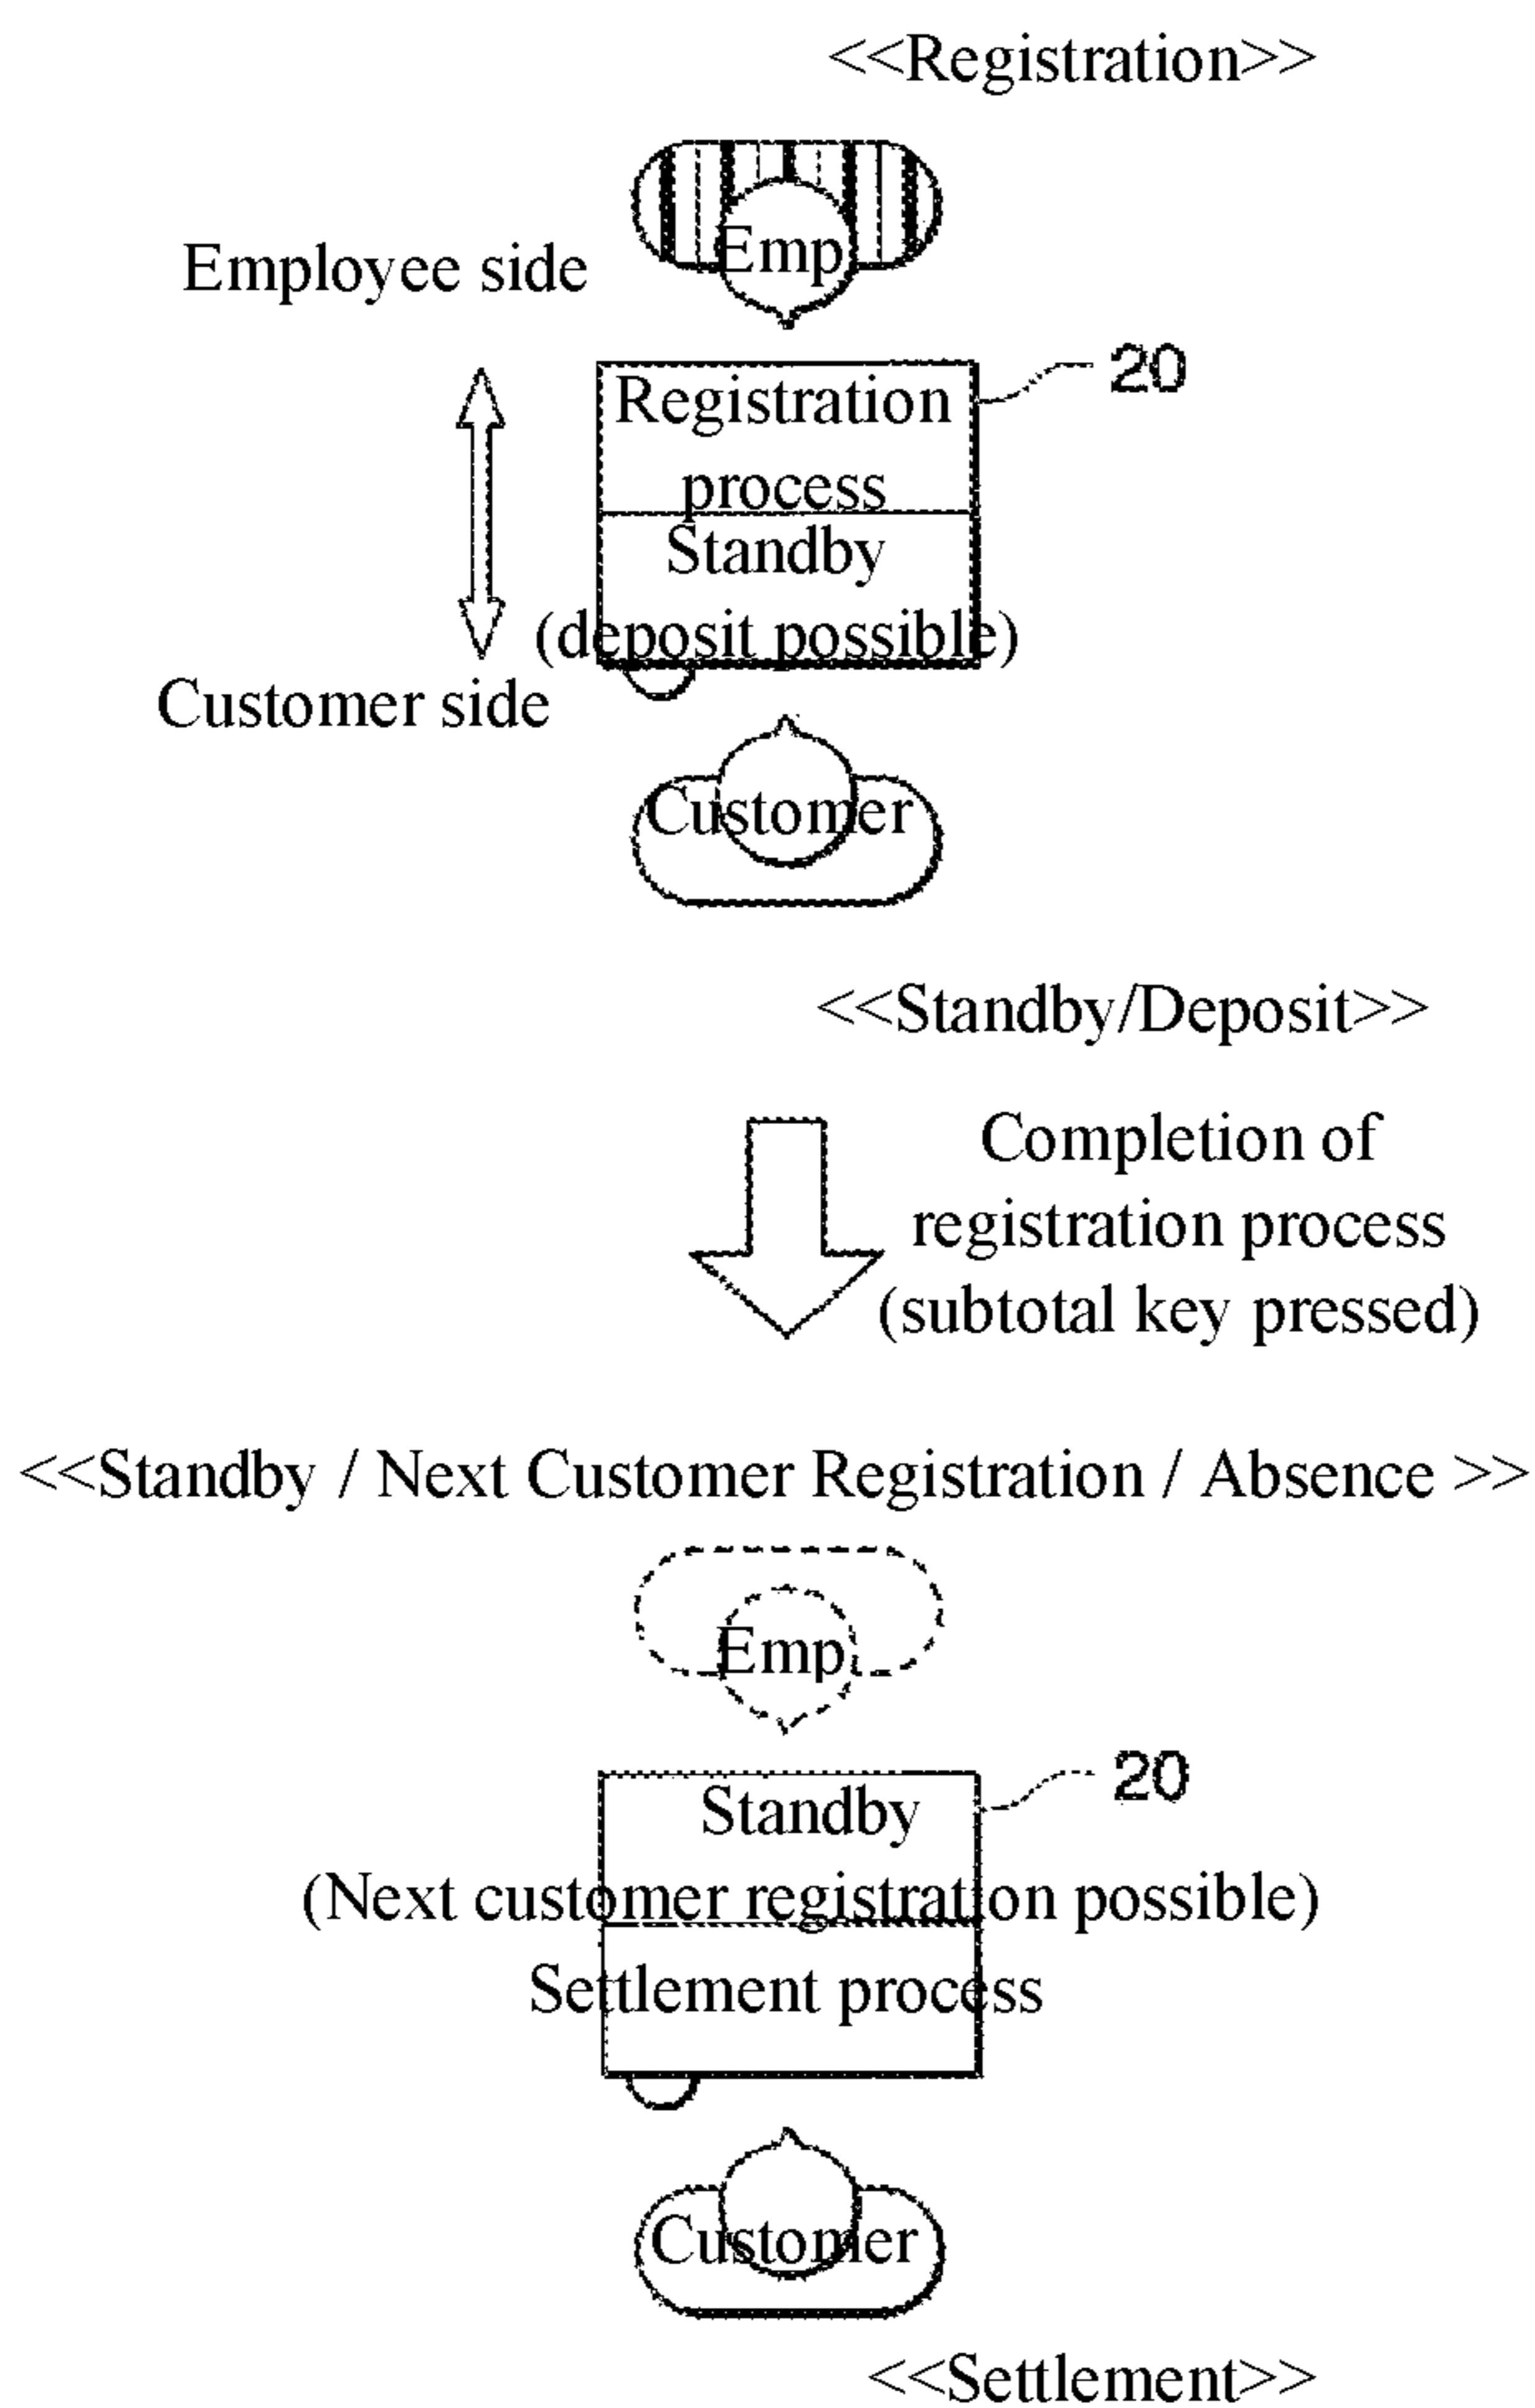 <<Registration>>
Emp
Employee side
20
Registration
process
Standby
(deposit possible)
Customer side
Customer
<<Standby/Deposit>>
Completion of
registration process
(subtotal key pressed)
<<Standby / Next Customer Registration / Absence >>
Emp
20
Standby
(Next customer registration possible)
Settlement process
Customer
<<Settlement>>